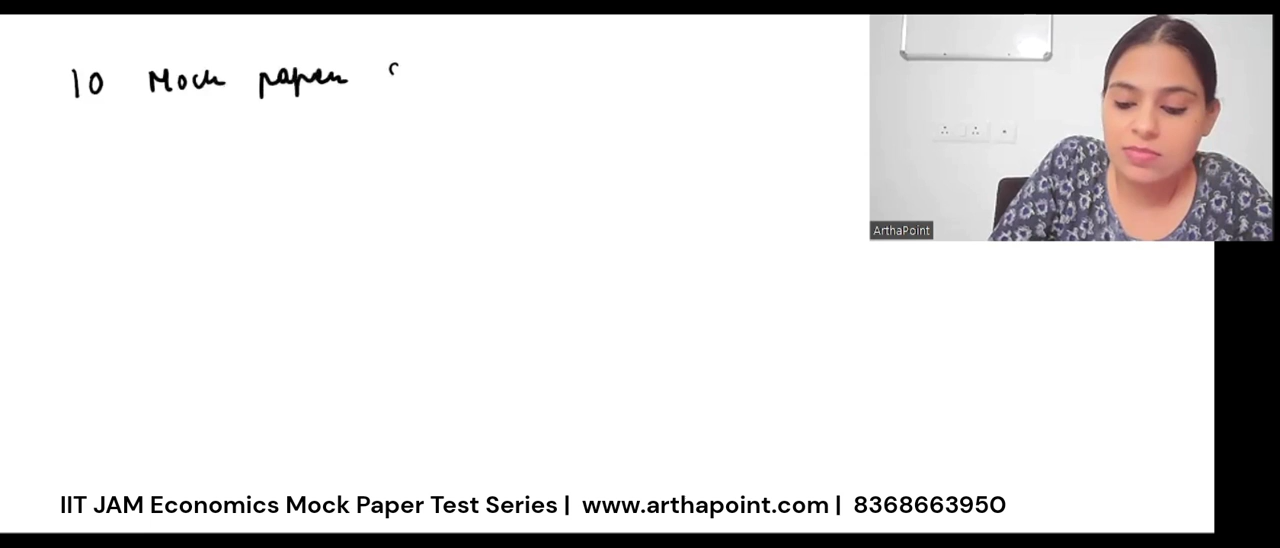 10 Mock paper
ArthaPoint
IIT JAM Economics Mock Paper Test Series | www.arthapoint.com | 8368663950